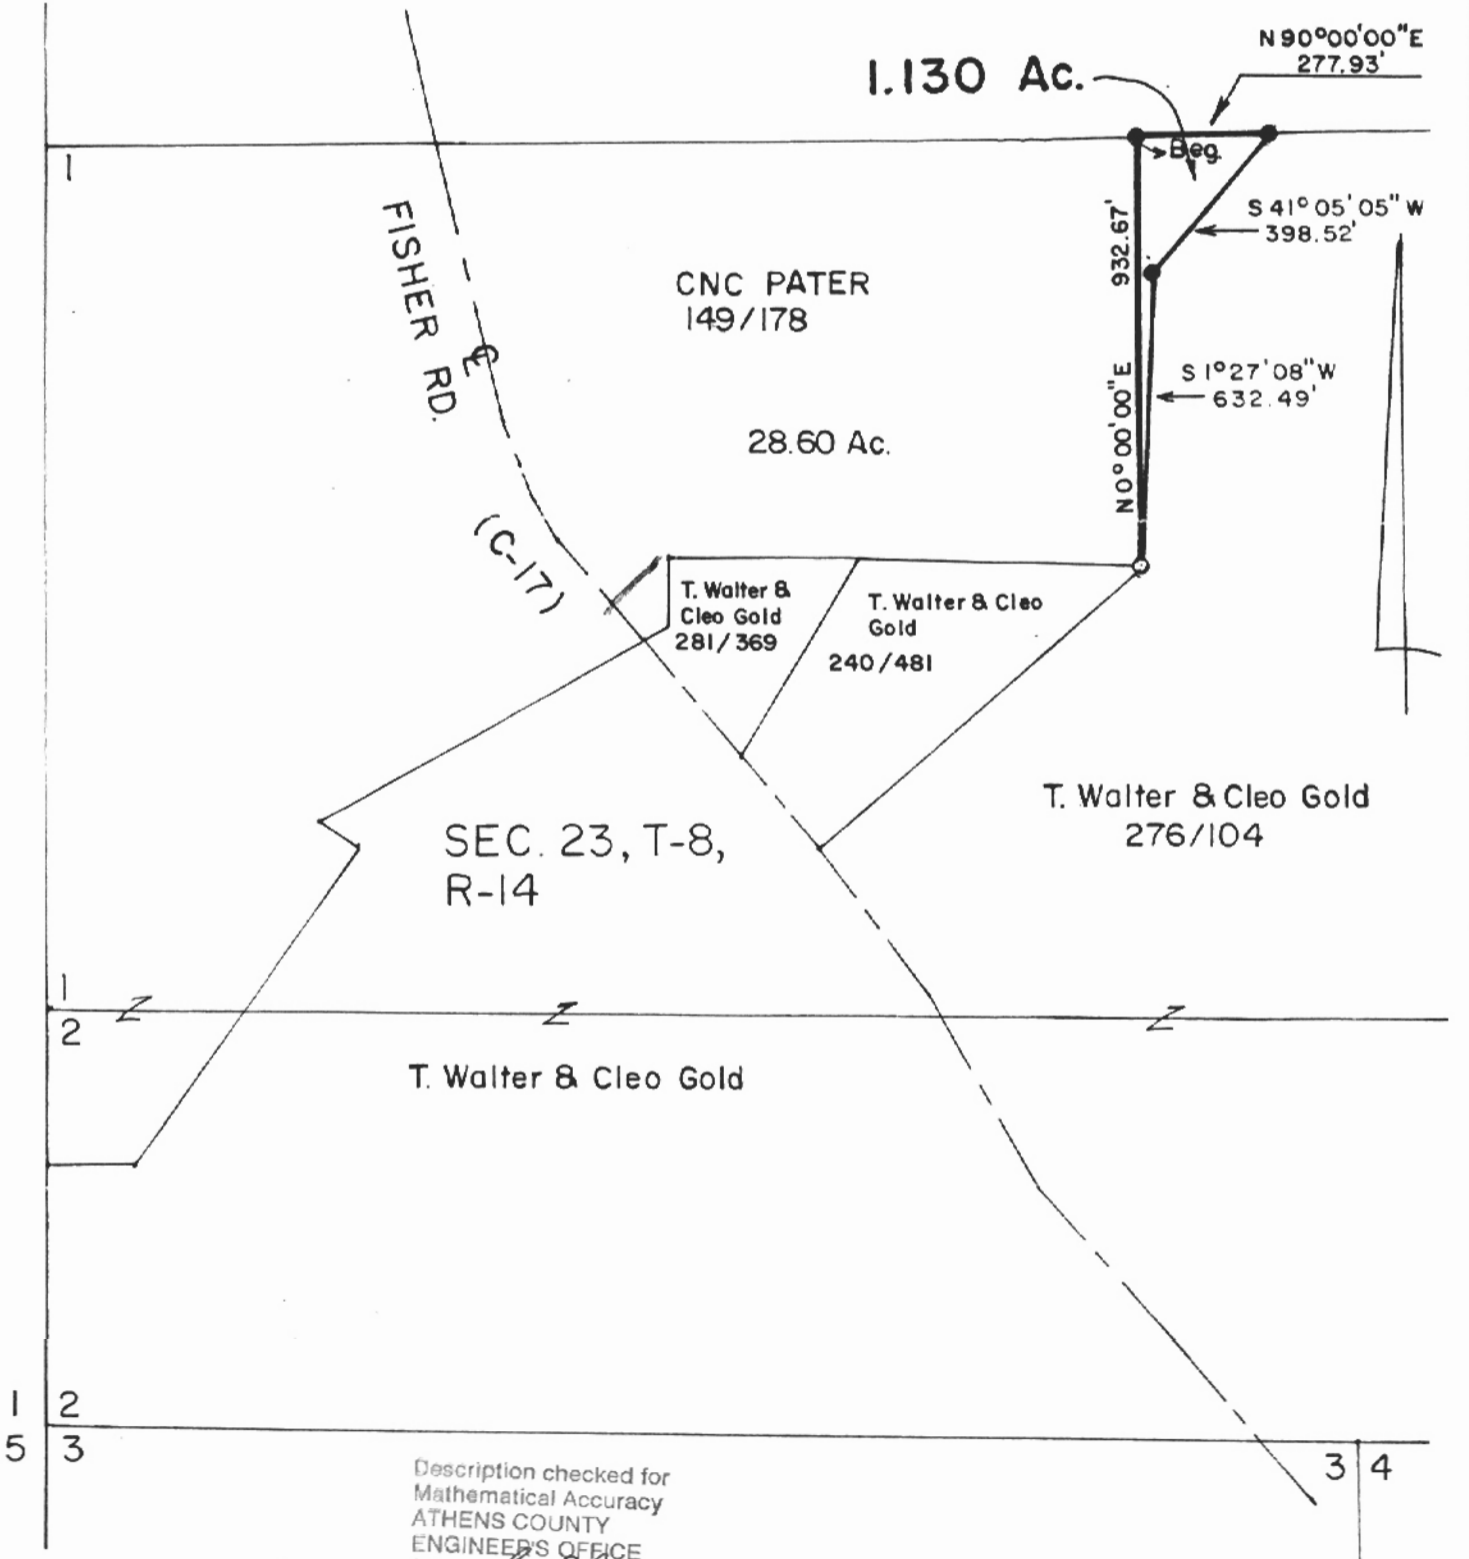 N 90°00'00"E
277.93'
1.130 Ac.
1
Beg.
932.67'
N 0°00'00"E
S 41°05'05"W
398.52'
S 1°27'08"W
632.49'
FISHER RD.
℄
(C-17)
CNC PATER
149/178
28.60 Ac.
T. Walter &
Cleo Gold
281/369
T. Walter & Cleo
Gold
240/481
T. Walter & Cleo Gold
276/104
SEC. 23, T-8,
R-14
1
2
T. Walter & Cleo Gold
1 2
5 3
3 4
Description checked for
Mathematical Accuracy
ATHENS COUNTY
ENGINEER'S OFFICE